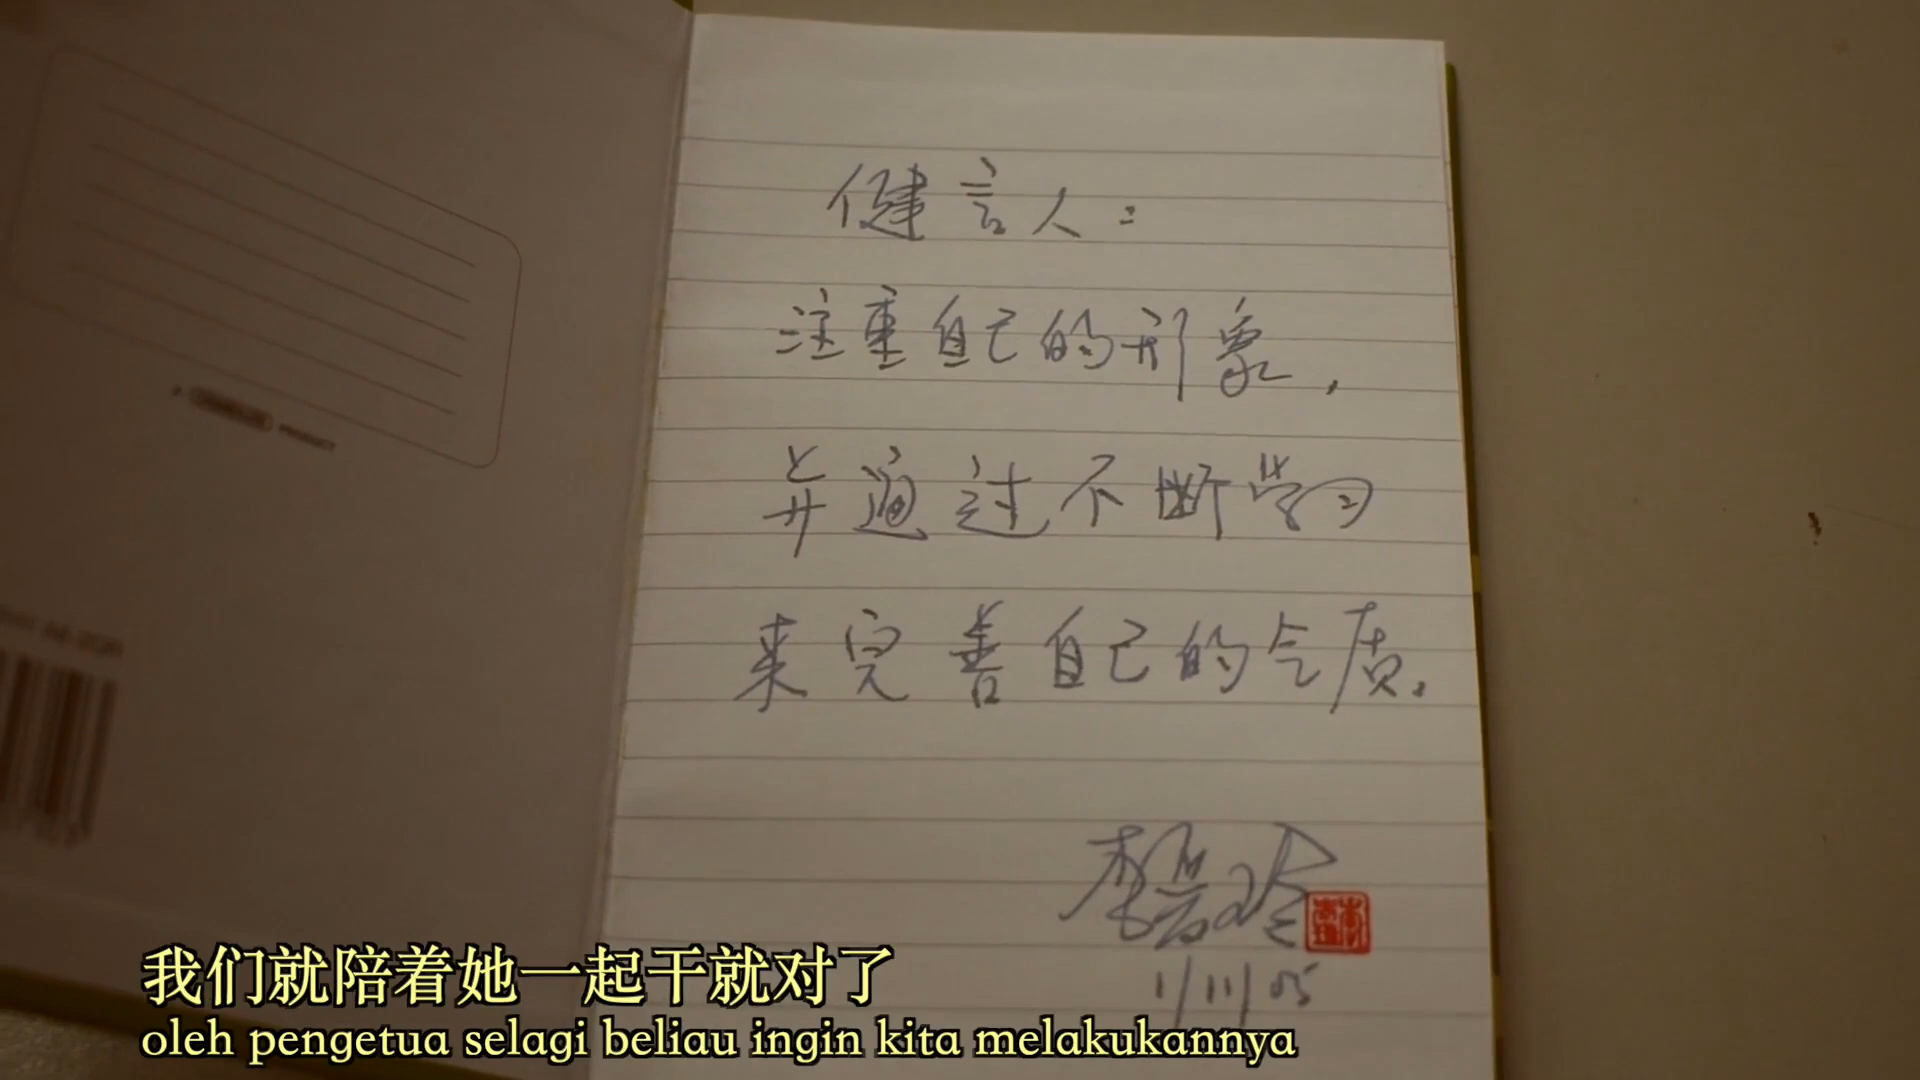 健言人：
注重自己的形象，
并通过不断学习
来完善自己的气质。
1/11/05
我们就陪着她一起干就对了
oleh pengetua selagi beliau ingin kita melakukannya